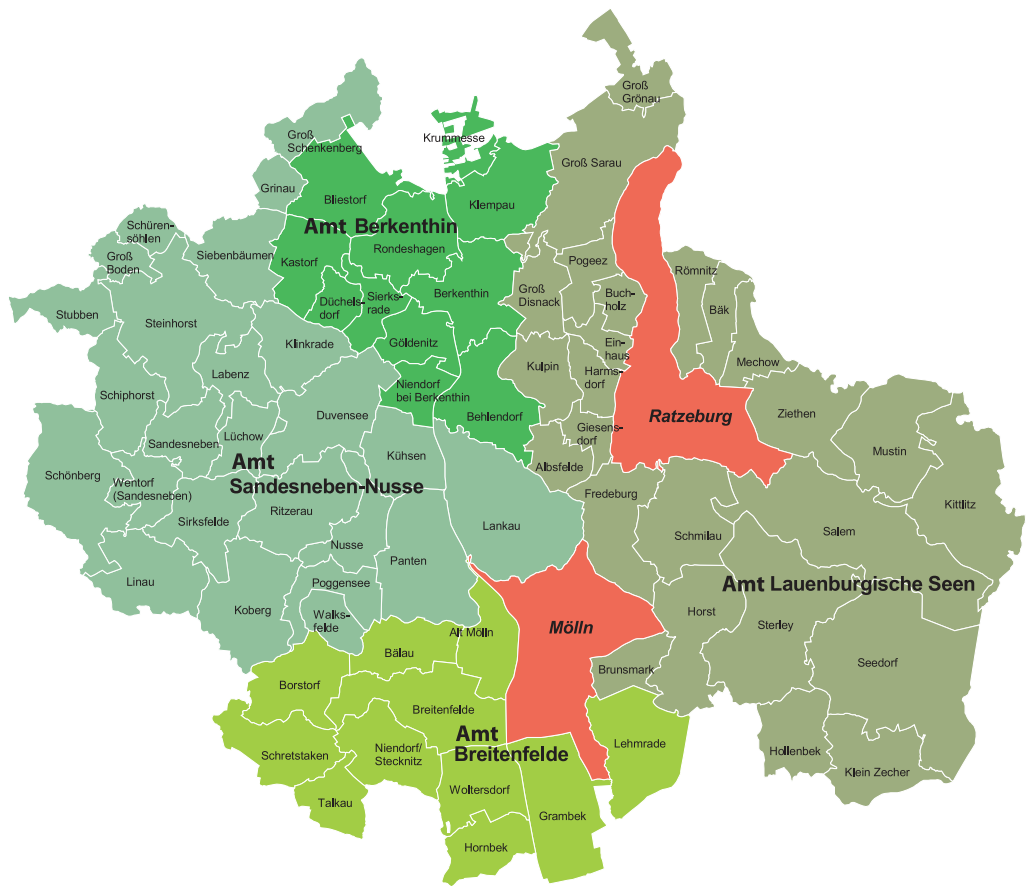 Groß
Grönau
Groß
Schenkenberg
Krummesse
Groß Sarau
Grinau
Bliestorf
Klempau
Amt Berkenthin
Schüren-
söhlen
Siebenbäumen
Rondeshagen
Groß
Boden
Kastorf
Pogeez
Römnitz
Stubben
Steinhorst
Düchels-
dorf
Sierks-
rade
Berkenthin
Groß
Disnack
Buch-
holz
Bäk
Klinkrade
Göldenitz
Ein-
haus
Mechow
Labenz
Kulpin
Harms-
dorf
Schiphorst
Niendorf
bei Berkenthin
Duvensee
Behlendorf
Ratzeburg
Ziethen
Sandesneben
Lüchow
Giesens-
dorf
Mustin
Kühsen
Albsfelde
Schönberg
Amt
Sandesneben-Nusse
Wentorf
(Sandesneben)
Fredeburg
Kittlitz
Sirksfelde
Ritzerau
Lankau
Schmilau
Salem
Nusse
Panten
Linau
Poggensee
Amt Lauenburgische Seen
Koberg
Walks-
felde
Horst
Sterley
Alt Mölln
Mölln
Bälau
Seedorf
Brunsmark
Borstorf
Breitenfelde
Amt
Breitenfelde
Lehmrade
Schretstaken
Niendorf/
Stecknitz
Hollenbek
Klein Zecher
Talkau
Woltersdorf
Grambek
Hornbek